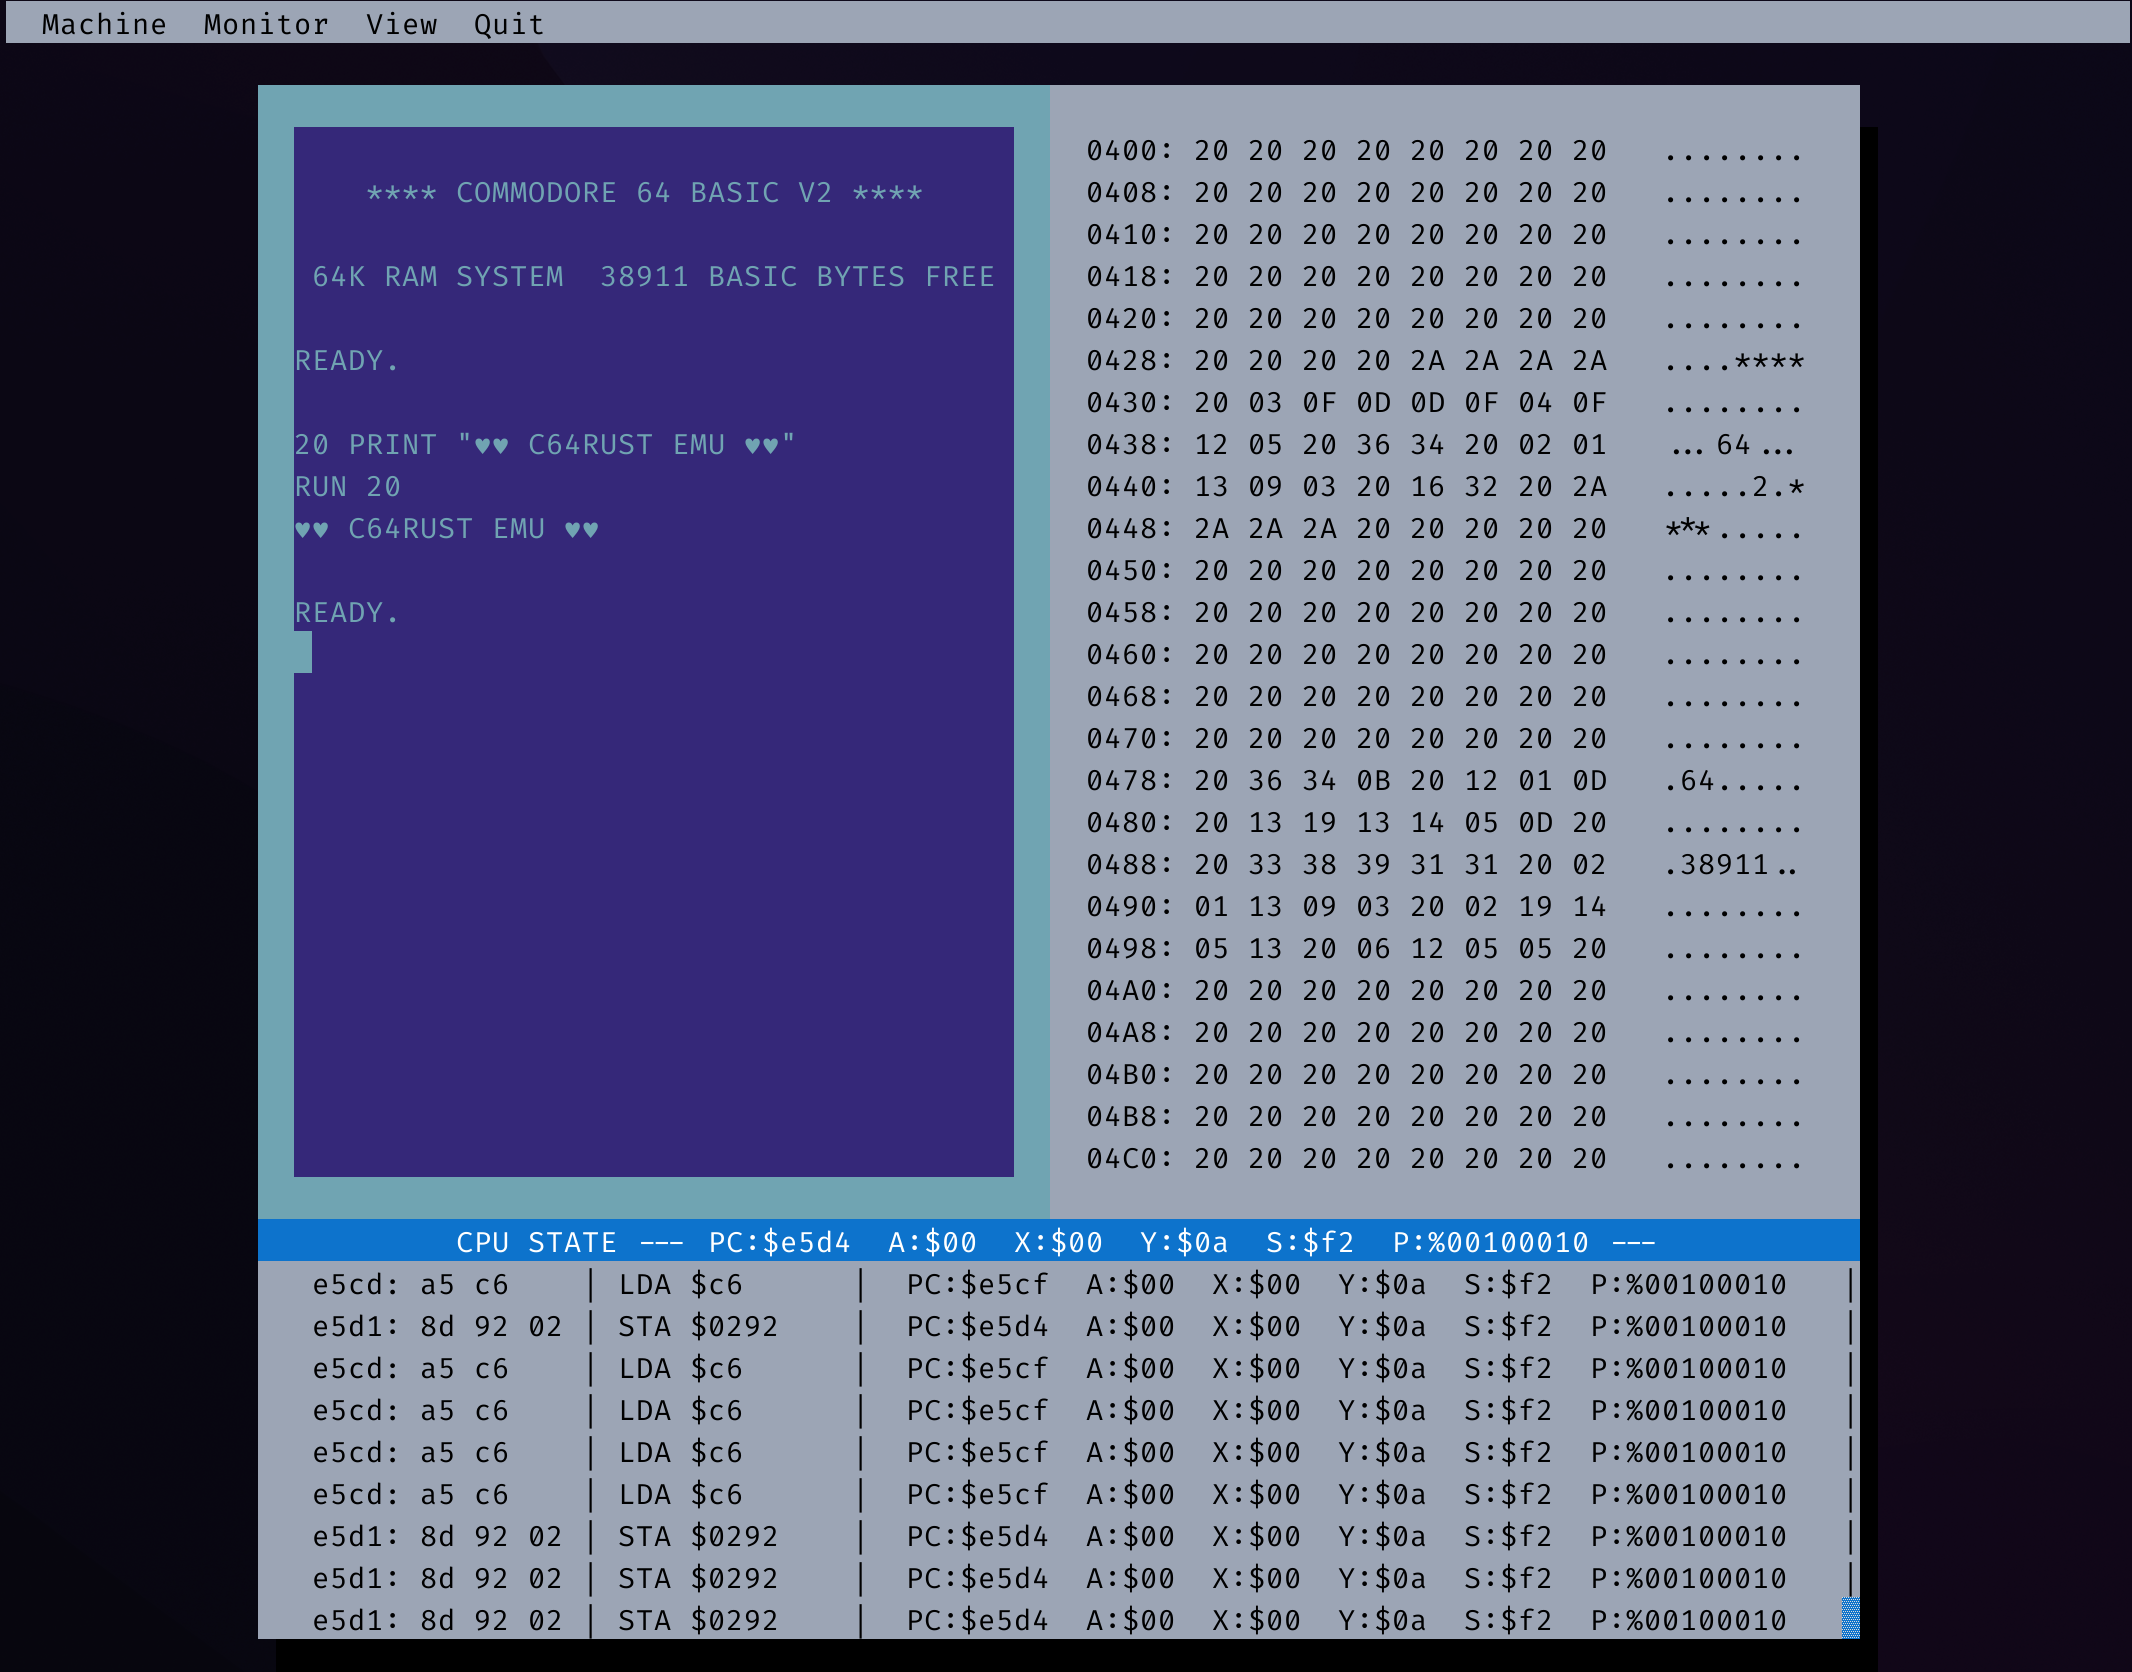 Machine  Monitor  View  Quit
**** COMMODORE 64 BASIC V2 ****
64K RAM SYSTEM  38911 BASIC BYTES FREE
READY.
20 PRINT "♥♥ C64RUST EMU ♥♥"
RUN 20
♥♥ C64RUST EMU ♥♥
READY.
0400: 20 20 20 20 20 20 20 20   ........
0408: 20 20 20 20 20 20 20 20   ........
0410: 20 20 20 20 20 20 20 20   ........
0418: 20 20 20 20 20 20 20 20   ........
0420: 20 20 20 20 20 20 20 20   ........
0428: 20 20 20 20 2A 2A 2A 2A   ....****
0430: 20 03 0F 0D 0D 0F 04 0F   ........
0438: 12 05 20 36 34 20 02 01   ...64...
0440: 13 09 03 20 16 32 20 2A   .....2.*
0448: 2A 2A 2A 20 20 20 20 20   ***.....
0450: 20 20 20 20 20 20 20 20   ........
0458: 20 20 20 20 20 20 20 20   ........
0460: 20 20 20 20 20 20 20 20   ........
0468: 20 20 20 20 20 20 20 20   ........
0470: 20 20 20 20 20 20 20 20   ........
0478: 20 36 34 0B 20 12 01 0D   .64.....
0480: 20 13 19 13 14 05 0D 20   ........
0488: 20 33 38 39 31 31 20 02   .38911..
0490: 01 13 09 03 20 02 19 14   ........
0498: 05 13 20 06 12 05 05 20   ........
04A0: 20 20 20 20 20 20 20 20   ........
04A8: 20 20 20 20 20 20 20 20   ........
04B0: 20 20 20 20 20 20 20 20   ........
04B8: 20 20 20 20 20 20 20 20   ........
04C0: 20 20 20 20 20 20 20 20   ........
CPU STATE --- PC:$e5d4  A:$00  X:$00  Y:$0a  S:$f2  P:%00100010 ---
e5cd: a5 c6    | LDA $c6      |  PC:$e5cf  A:$00  X:$00  Y:$0a  S:$f2  P:%00100010   |
e5d1: 8d 92 02 | STA $0292    |  PC:$e5d4  A:$00  X:$00  Y:$0a  S:$f2  P:%00100010   |
e5cd: a5 c6    | LDA $c6      |  PC:$e5cf  A:$00  X:$00  Y:$0a  S:$f2  P:%00100010   |
e5cd: a5 c6    | LDA $c6      |  PC:$e5cf  A:$00  X:$00  Y:$0a  S:$f2  P:%00100010   |
e5cd: a5 c6    | LDA $c6      |  PC:$e5cf  A:$00  X:$00  Y:$0a  S:$f2  P:%00100010   |
e5cd: a5 c6    | LDA $c6      |  PC:$e5cf  A:$00  X:$00  Y:$0a  S:$f2  P:%00100010   |
e5d1: 8d 92 02 | STA $0292    |  PC:$e5d4  A:$00  X:$00  Y:$0a  S:$f2  P:%00100010   |
e5d1: 8d 92 02 | STA $0292    |  PC:$e5d4  A:$00  X:$00  Y:$0a  S:$f2  P:%00100010   |
e5d1: 8d 92 02 | STA $0292    |  PC:$e5d4  A:$00  X:$00  Y:$0a  S:$f2  P:%00100010